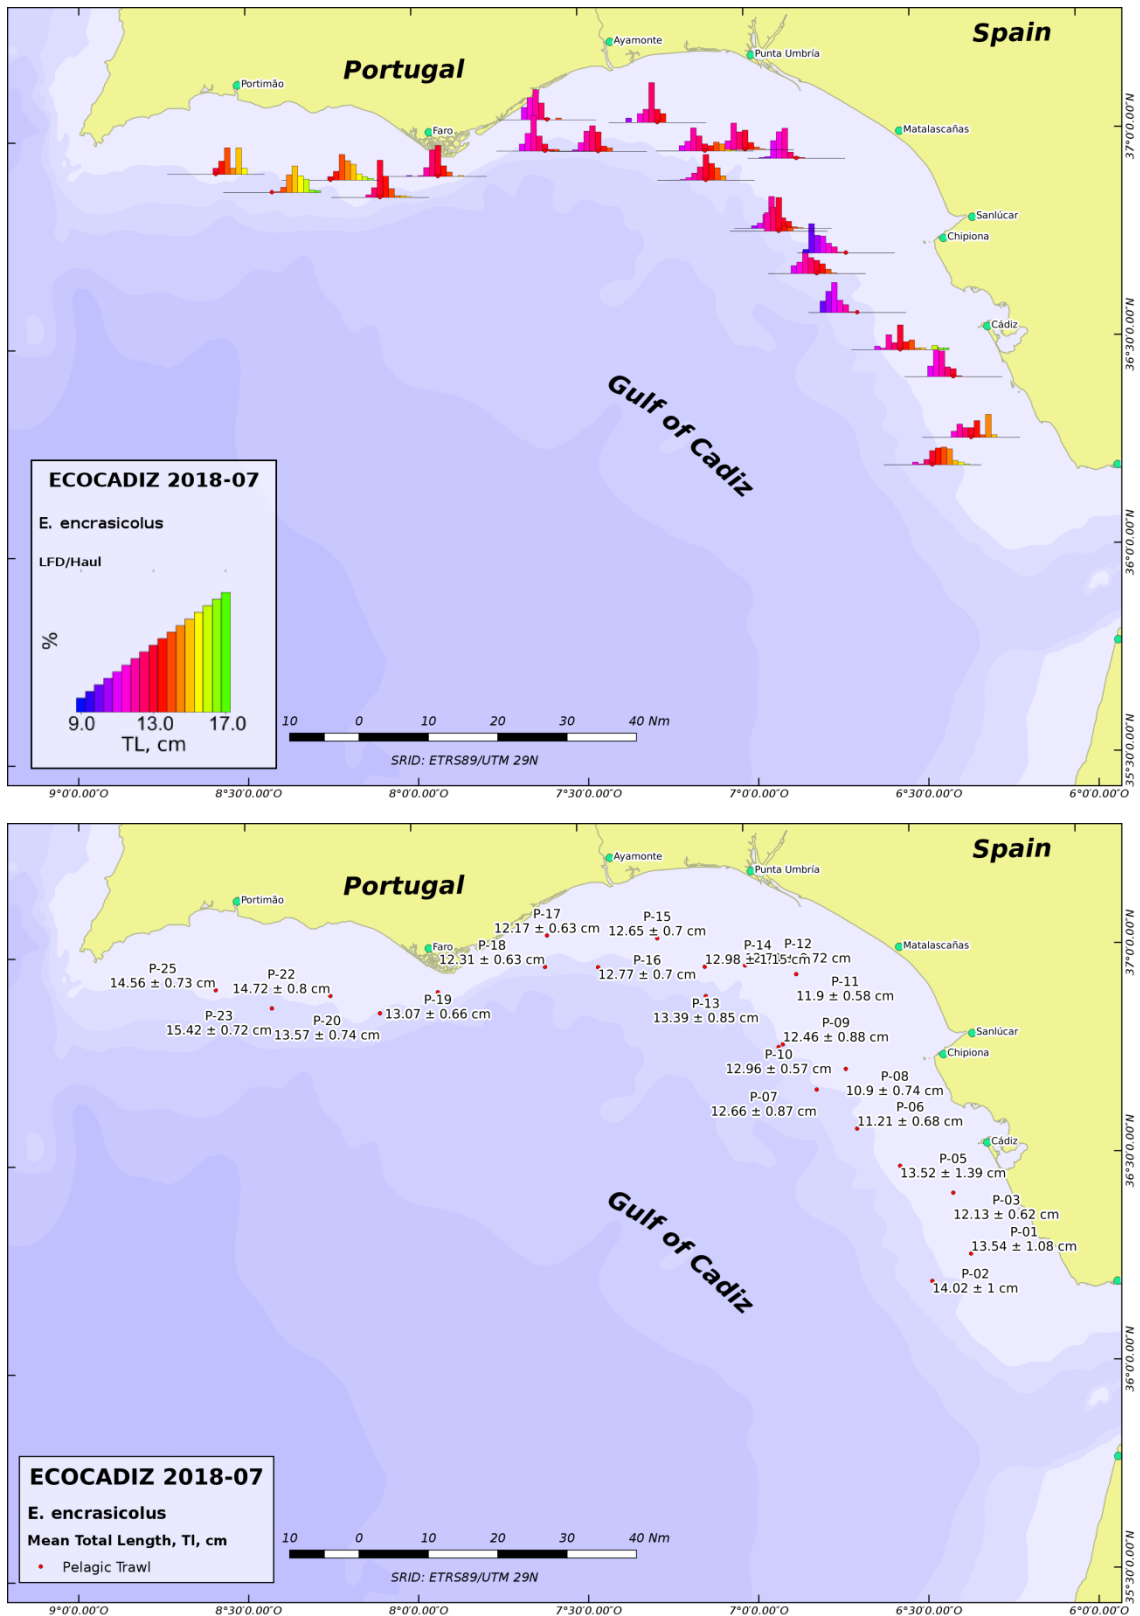 Spain
Portugal
Ayamonte
Punta Umbría
Portimão
Faro
Matalascañas
Sanlúcar
Chipiona
Cádiz
Gulf of Cadiz
37°0'0.00"N
36°30'0.00"N
36°0'0.00"N
35°30'0.00"N
ECOCADIZ 2018-07
E. encrasicolus
LFD/Haul
%
9.0 13.0 17.0
TL, cm
10 0 10 20 30 40 Nm
SRID: ETRS89/UTM 29N
9°0'0.00"O 8°30'0.00"O 8°0'0.00"O 7°30'0.00"O 7°0'0.00"O 6°30'0.00"O 6°0'0.00"O
Spain
Portugal
Ayamonte
Punta Umbría
Portimão
Faro
Matalascañas
Sanlúcar
Chipiona
Cádiz
P-17
12.17 ± 0.63 cm
P-15
12.65 ± 0.7 cm
P-18
12.31 ± 0.63 cm
P-16
12.77 ± 0.7 cm
P-14
12.98 ±
P-12
0.72 cm
P-25
14.56 ± 0.73 cm
P-22
14.72 ± 0.8 cm
P-11
11.9 ± 0.58 cm
P-19
13.07 ± 0.66 cm
P-13
13.39 ± 0.85 cm
P-23
15.42 ± 0.72 cm
P-20
13.57 ± 0.74 cm
P-09
12.46 ± 0.88 cm
P-10
12.96 ± 0.57 cm
P-08
10.9 ± 0.74 cm
P-07
12.66 ± 0.87 cm
P-06
11.21 ± 0.68 cm
P-05
13.52 ± 1.39 cm
P-03
12.13 ± 0.62 cm
P-01
13.54 ± 1.08 cm
P-02
14.02 ± 1 cm
Gulf of Cadiz
37°0'0.00"N
36°30'0.00"N
36°0'0.00"N
35°30'0.00"N
ECOCADIZ 2018-07
E. encrasicolus
Mean Total Length, Tl, cm
Pelagic Trawl
10 0 10 20 30 40 Nm
SRID: ETRS89/UTM 29N
9°0'0.00"O 8°30'0.00"O 8°0'0.00"O 7°30'0.00"O 7°0'0.00"O 6°30'0.00"O 6°0'0.00"O